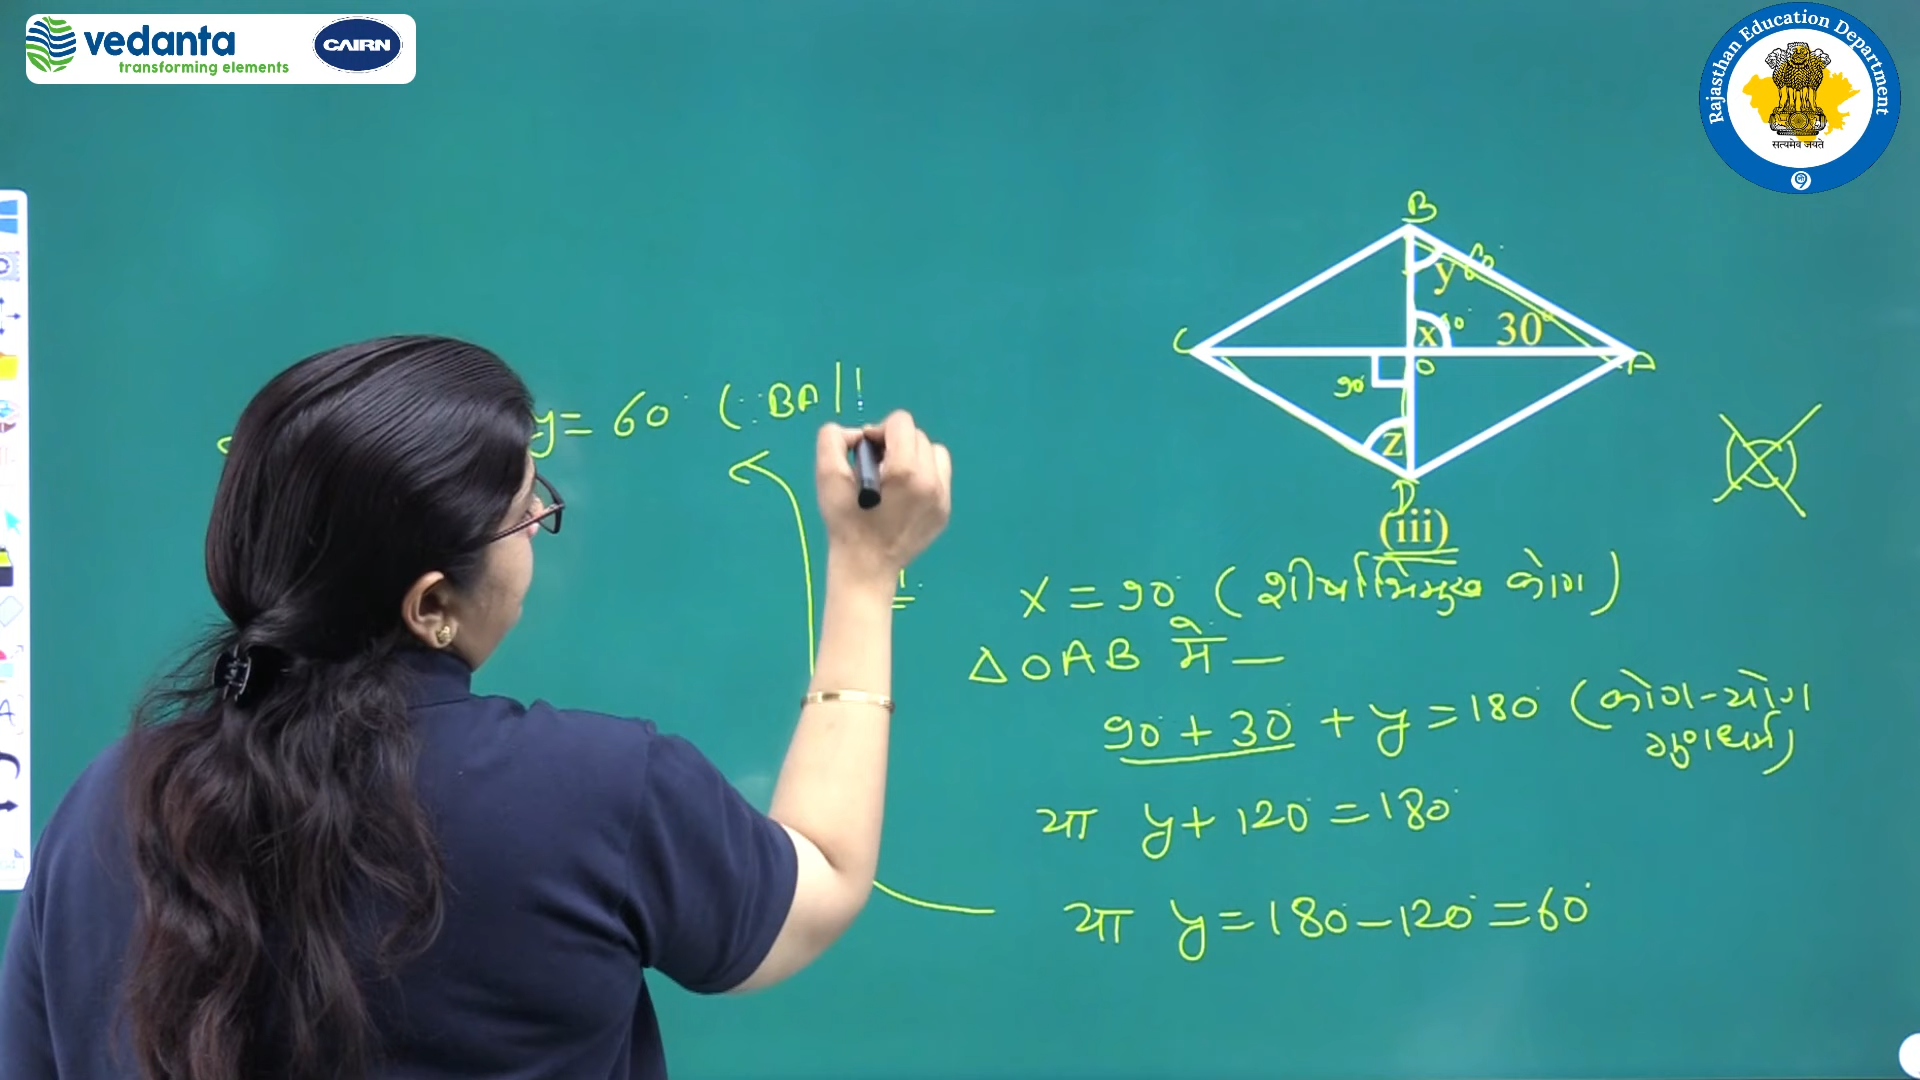 vedanta
transforming elements
CAIRN
Rajasthan Education Department
सत्यमेव जयते
B
y 60°
C
x
30°
O
A
90°
z
D
(iii)
y = 60° (∵ BA ||
x = 90° (शीर्षाभिमुख कोण)
△OAB में —
90° + 30° + y = 180° (कोण-योग
गुणधर्म)
या y + 120° = 180°
या y = 180° - 120° = 60°